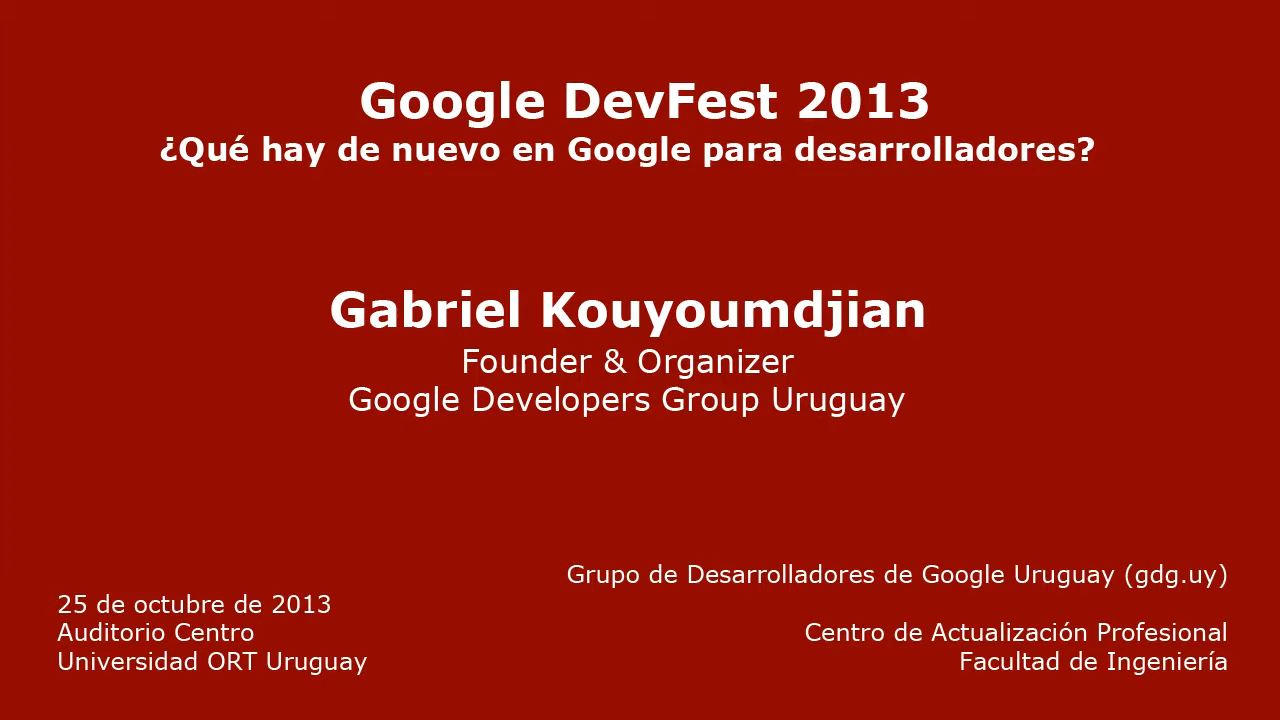 Google DevFest 2013
¿Qué hay de nuevo en Google para desarrolladores?
Gabriel Kouyoumdjian
Founder & Organizer
Google Developers Group Uruguay
25 de octubre de 2013
Auditorio Centro
Universidad ORT Uruguay
Grupo de Desarrolladores de Google Uruguay (gdg.uy)
Centro de Actualización Profesional
Facultad de Ingeniería